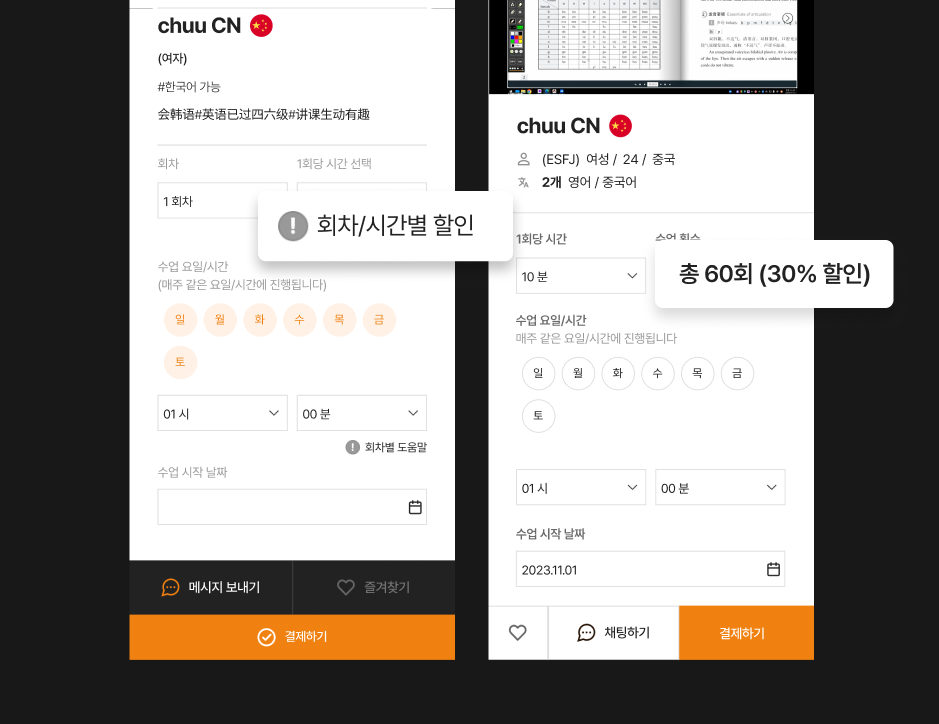 chuu CN
(여자)
#한국어 가능
会韩语#英语已过四六级#讲课生动有趣
회차
1회당 시간 선택
1 회차
회차/시간별 할인
수업 요일/시간
(매주 같은 요일/시간에 진행됩니다)
일 월 화 수 목 금
토
01 시
00 분
회차별 도움말
수업 시작 날짜
메시지 보내기
즐겨찾기
결제하기
chuu CN
(ESFJ) 여성 / 24 / 중국
2개 영어 / 중국어
1회당 시간
수업 횟수
10 분
총 60회 (30% 할인)
수업 요일/시간
매주 같은 요일/시간에 진행됩니다
일 월 화 수 목 금
토
01 시
00 분
수업 시작 날짜
2023.11.01
채팅하기
결제하기